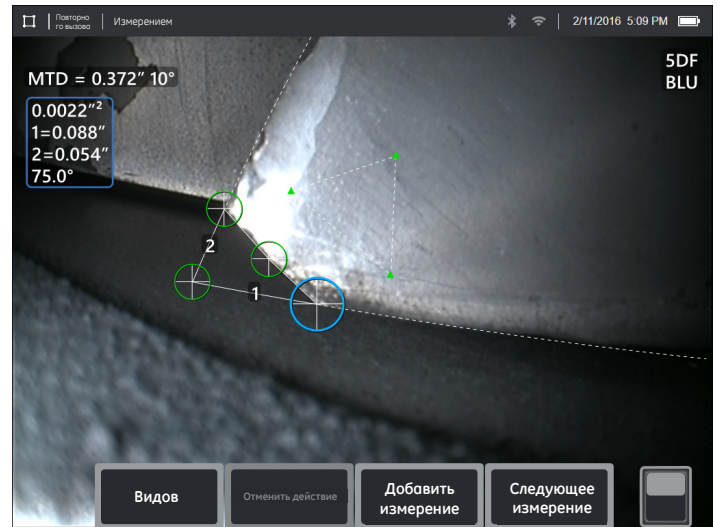 Повторно
го вызова
Измерением
2/11/2016 5:09 PM
MTD = 0.372" 10°
5DF
BLU
0.0022"²
1=0.088"
2=0.054"
75.0°
2
1
Видов
Отменить действие
Добавить
измерение
Следующее
измерение